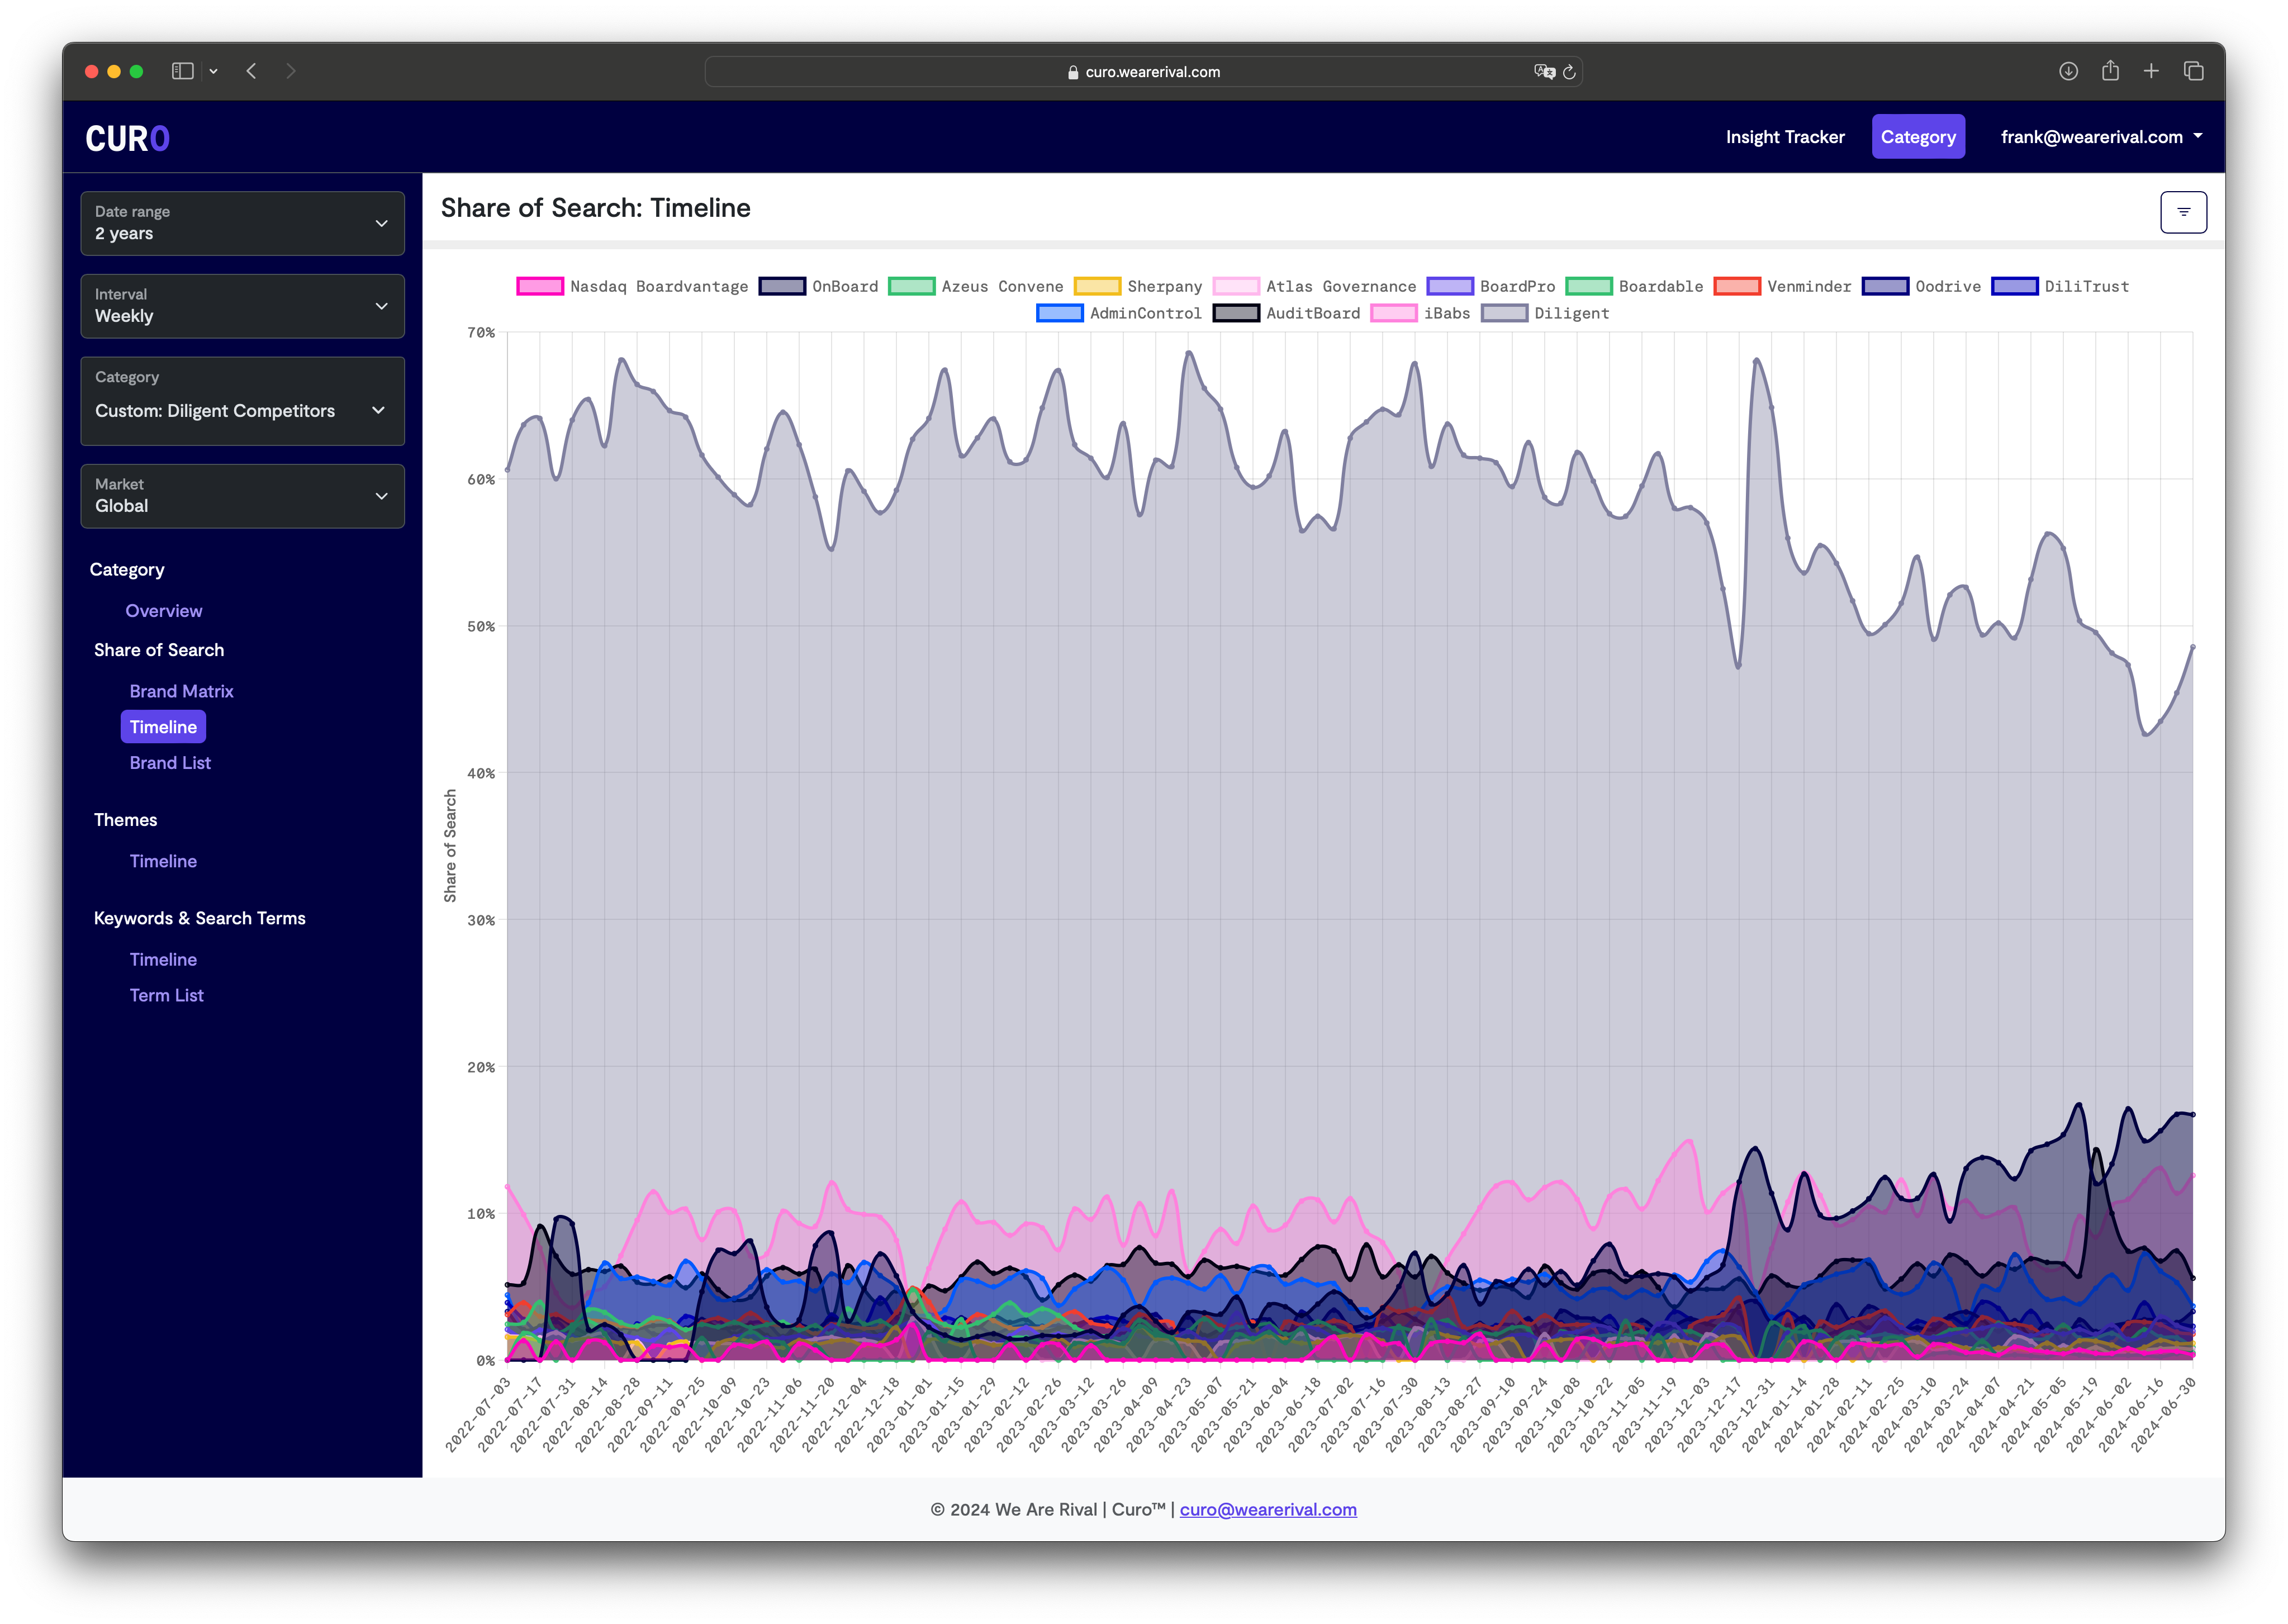 curo.wearerival.com
CURO
Insight Tracker
Category
frank@wearerival.com
Date range
2 years
Interval
Weekly
Category
Custom: Diligent Competitors
Market
Global
Category
Overview
Share of Search
Brand Matrix
Timeline
Brand List
Themes
Timeline
Keywords & Search Terms
Timeline
Term List
Share of Search: Timeline
Nasdaq Boardvantage OnBoard Azeus Convene Sherpany Atlas Governance BoardPro Boardable Venminder Oodrive DiliTrust
AdminControl AuditBoard iBabs Diligent
70%
60%
50%
40%
30%
20%
10%
0%
Share of Search
2022-07-03
2022-07-17
2022-07-31
2022-08-14
2022-08-28
2022-09-11
2022-09-25
2022-10-09
2022-10-23
2022-11-06
2022-11-20
2022-12-04
2022-12-18
2023-01-01
2023-01-15
2023-01-29
2023-02-12
2023-02-26
2023-03-12
2023-03-26
2023-04-09
2023-04-23
2023-05-07
2023-05-21
2023-06-04
2023-06-18
2023-07-02
2023-07-16
2023-07-30
2023-08-13
2023-08-27
2023-09-10
2023-09-24
2023-10-08
2023-10-22
2023-11-05
2023-11-19
2023-12-03
2023-12-17
2023-12-31
2024-01-14
2024-01-28
2024-02-11
2024-02-25
2024-03-10
2024-03-24
2024-04-07
2024-04-21
2024-05-05
2024-05-19
2024-06-02
2024-06-16
2024-06-30
© 2024 We Are Rival | Curo™ | curo@wearerival.com